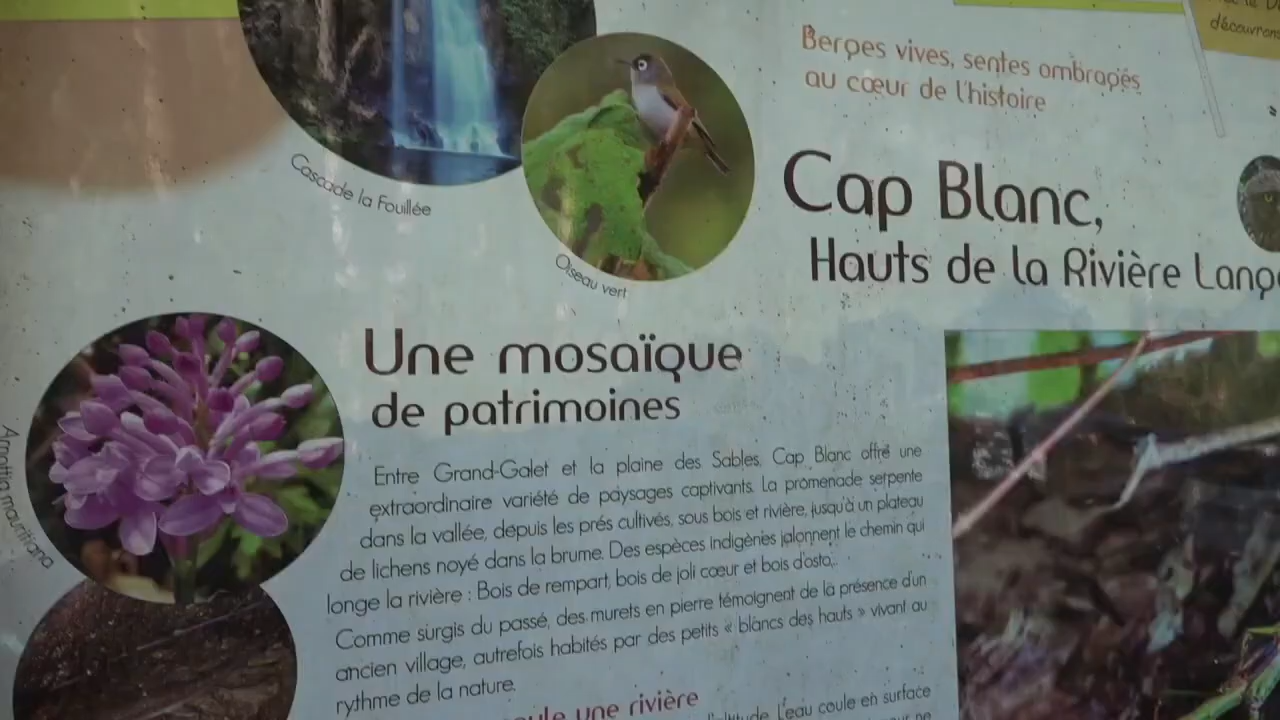 découvrons
Berges vives, sentes ombragés
au cœur de l'histoire
Cascade la Fouillée
Oiseau vert
Cap Blanc,
Hauts de la Rivière
Une mosaïque
de patrimoines
Entre Grand-Galet et la plaine des Sables, Cap Blanc offre une
extraordinaire variété de paysages captivants. La promenade serpente
dans la vallée, depuis les prés cultivés, sous bois et rivière, jusqu'à un plateau
de lichens noyé dans la brume. Des espèces indigènes jalonnent le chemin qui
longe la rivière : Bois de rempart, bois de joli cœur et bois d'osto,..
Comme surgis du passé, des murets en pierre témoignent de la présence d'un
ancien village, autrefois habités par des petits « blancs des hauts » vivant au
rythme de la nature.
une rivière
L'eau coule en surface
mauritiana